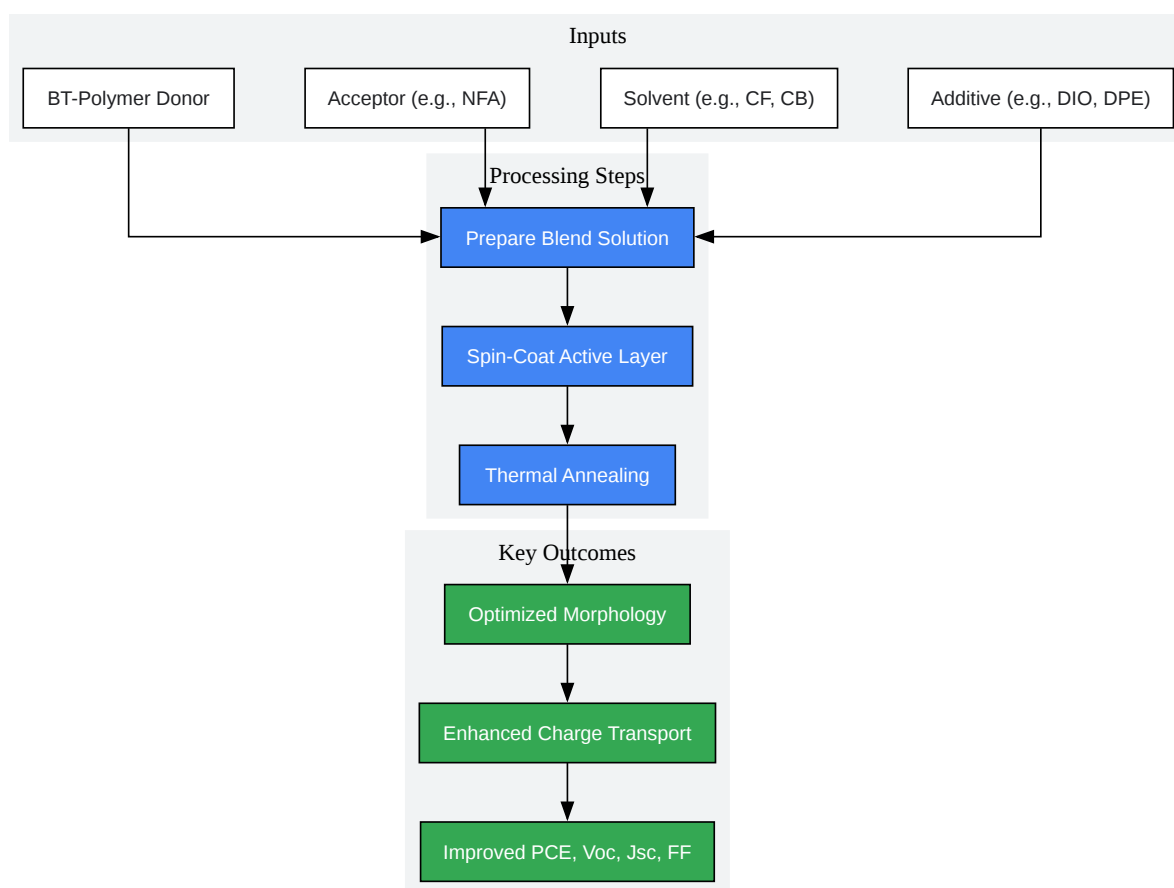 Inputs
BT-Polymer Donor
Acceptor (e.g., NFA)
Solvent (e.g., CF, CB)
Additive (e.g., DIO, DPE)
Processing Steps
Prepare Blend Solution
Spin-Coat Active Layer
Thermal Annealing
Key Outcomes
Optimized Morphology
Enhanced Charge Transport
Improved PCE, Voc, Jsc, FF